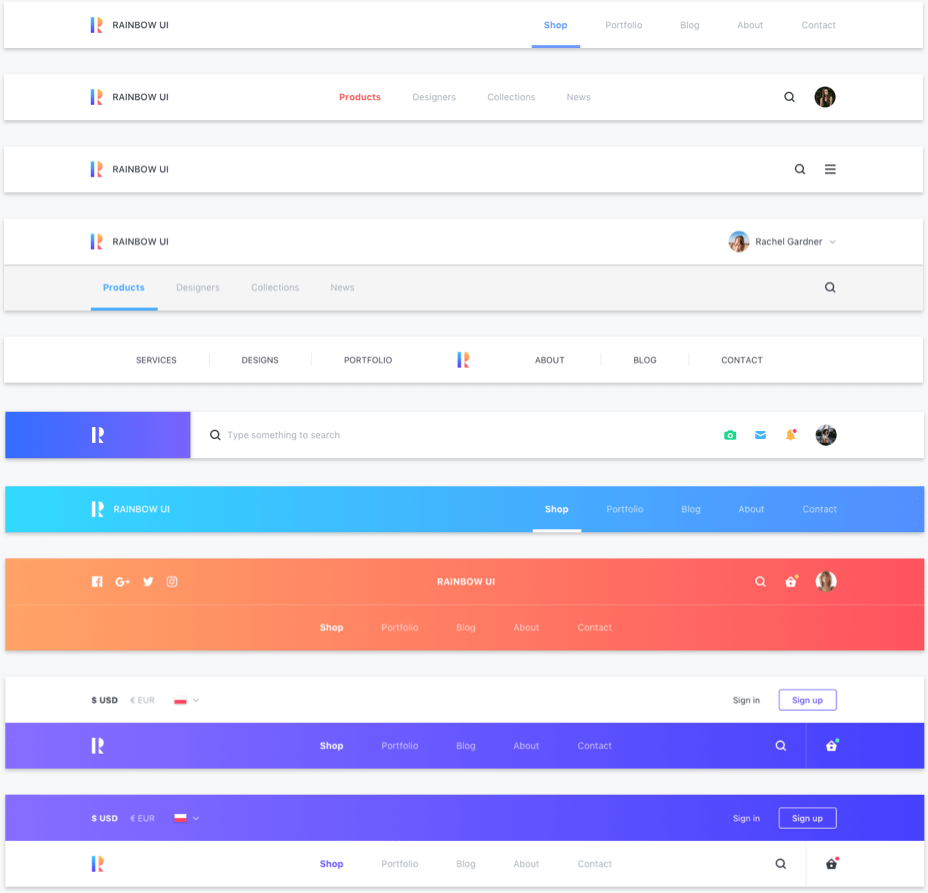 RAINBOW UI Shop Portfolio Blog About Contact
RAINBOW UI Products Designers Collections News
RAINBOW UI
RAINBOW UI Rachel Gardner
Products Designers Collections News
SERVICES DESIGNS PORTFOLIO ABOUT BLOG CONTACT
Type something to search
RAINBOW UI Shop Portfolio Blog About Contact
G+ RAINBOW UI
Shop Portfolio Blog About Contact
$ USD € EUR Sign in Sign up
Shop Portfolio Blog About Contact
$ USD € EUR Sign in Sign up
Shop Portfolio Blog About Contact